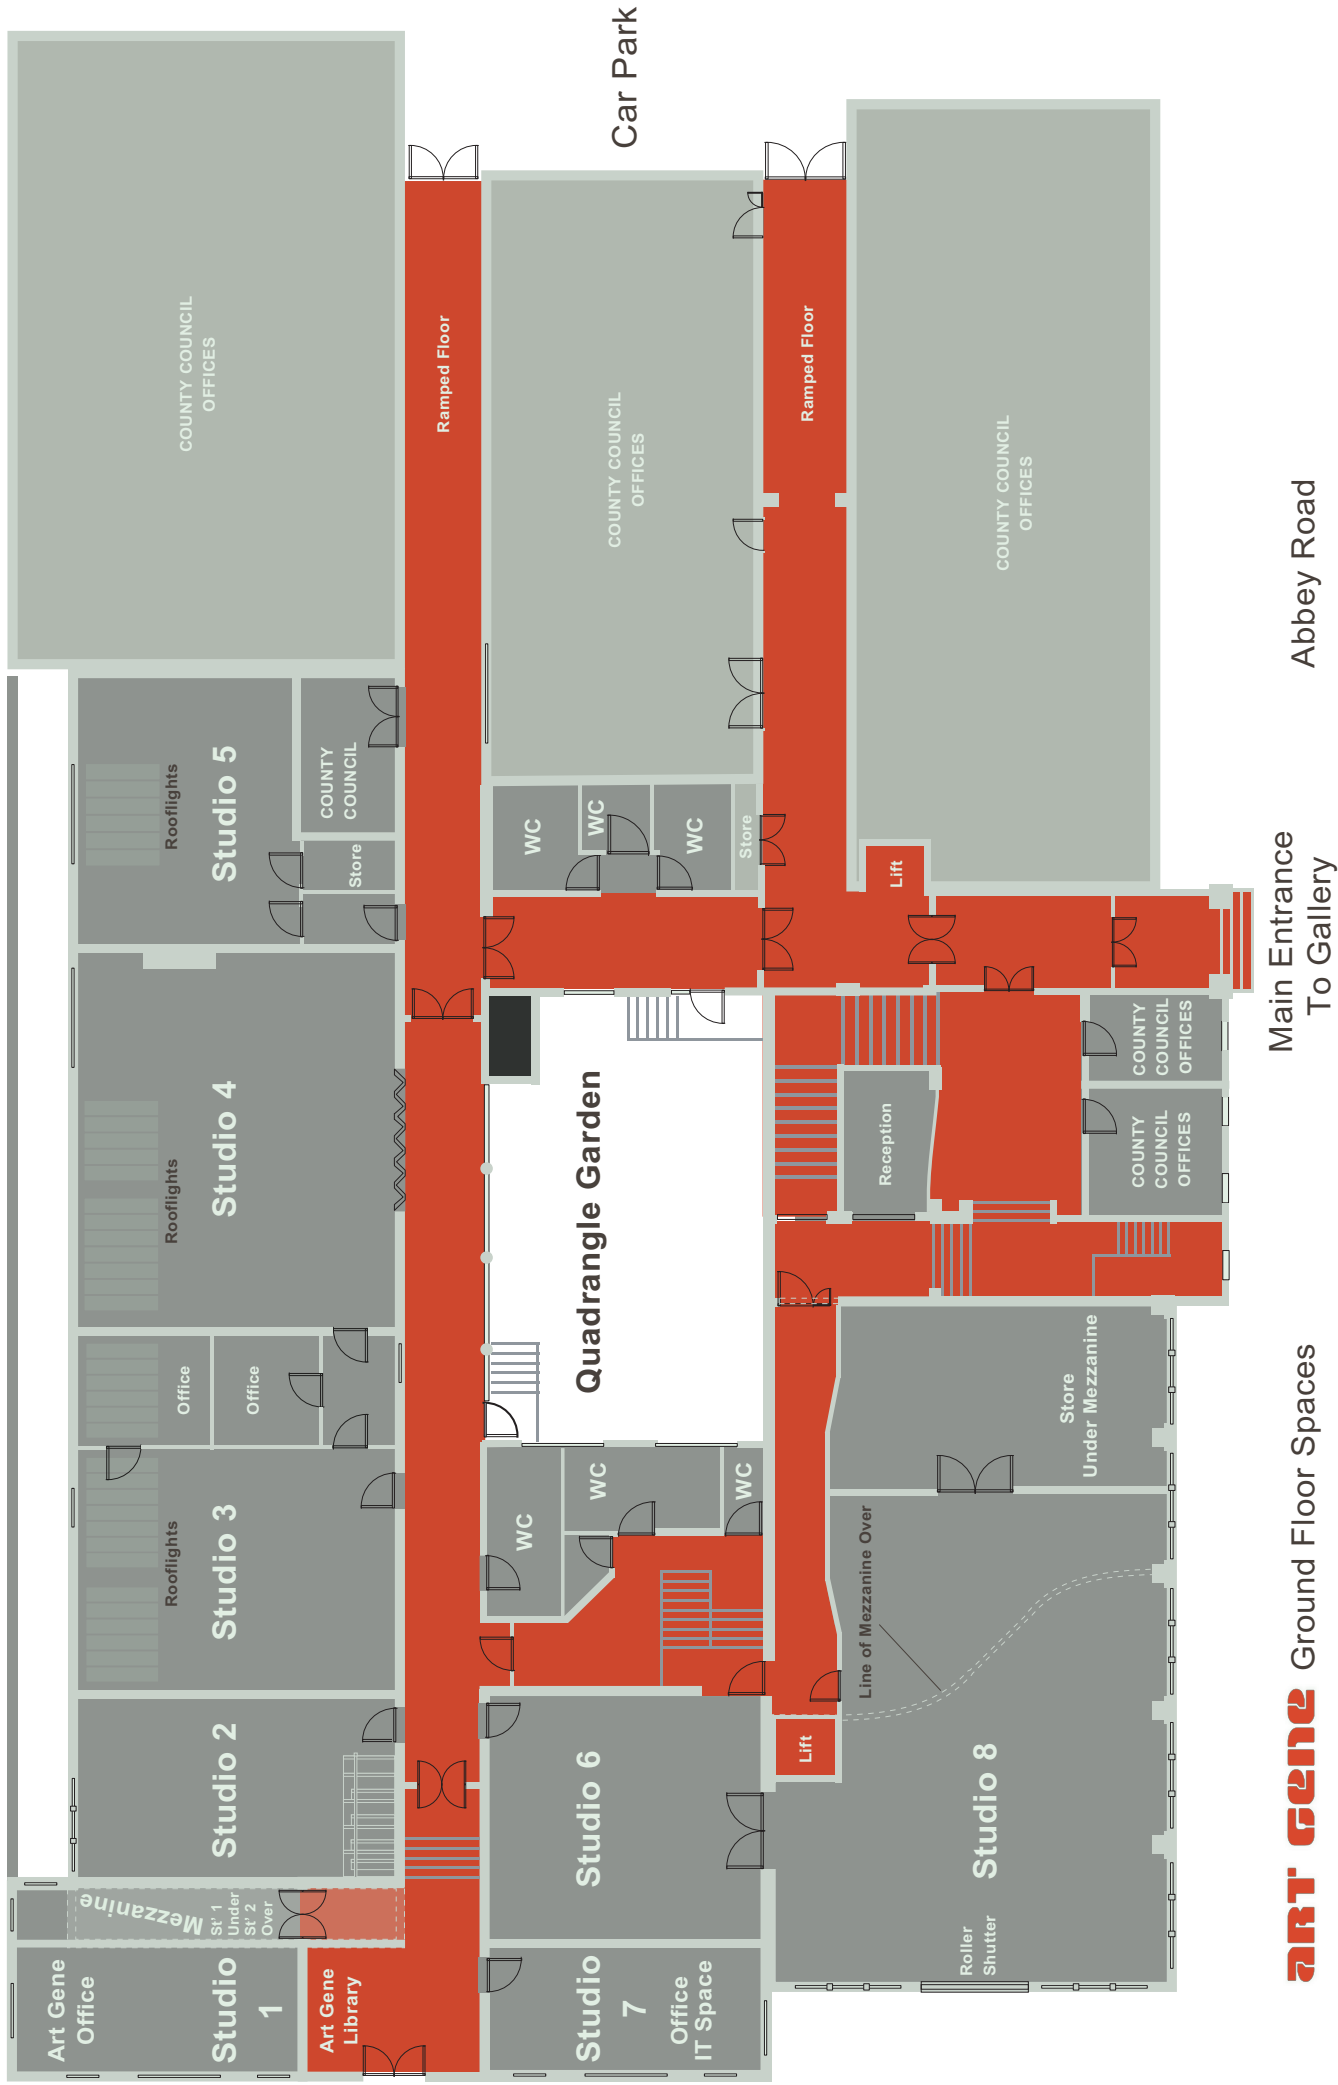 Car Park
COUNTY COUNCIL
OFFICES
Ramped Floor
COUNTY COUNCIL
OFFICES
Ramped Floor
COUNTY COUNCIL
OFFICES
Abbey Road
Rooflights
Studio 5
COUNTY
COUNCIL
Store
WC
WC
WC
Store
Lift
Main Entrance
To Gallery
Rooflights
Studio 4
Quadrangle Garden
Reception
COUNTY
COUNCIL
OFFICES
COUNTY
COUNCIL
OFFICES
Office
Office
Rooflights
Studio 3
WC
WC
WC
Store
Under Mezzanine
Line of Mezzanine Over
Studio 2
Studio 6
Lift
Studio 8
Roller
Shutter
Mezzanine
St' 1
Under
St' 2
Over
Art Gene
Office
Studio
1
Art Gene
Library
Studio
7
Office
IT Space
ART GENE Ground Floor Spaces